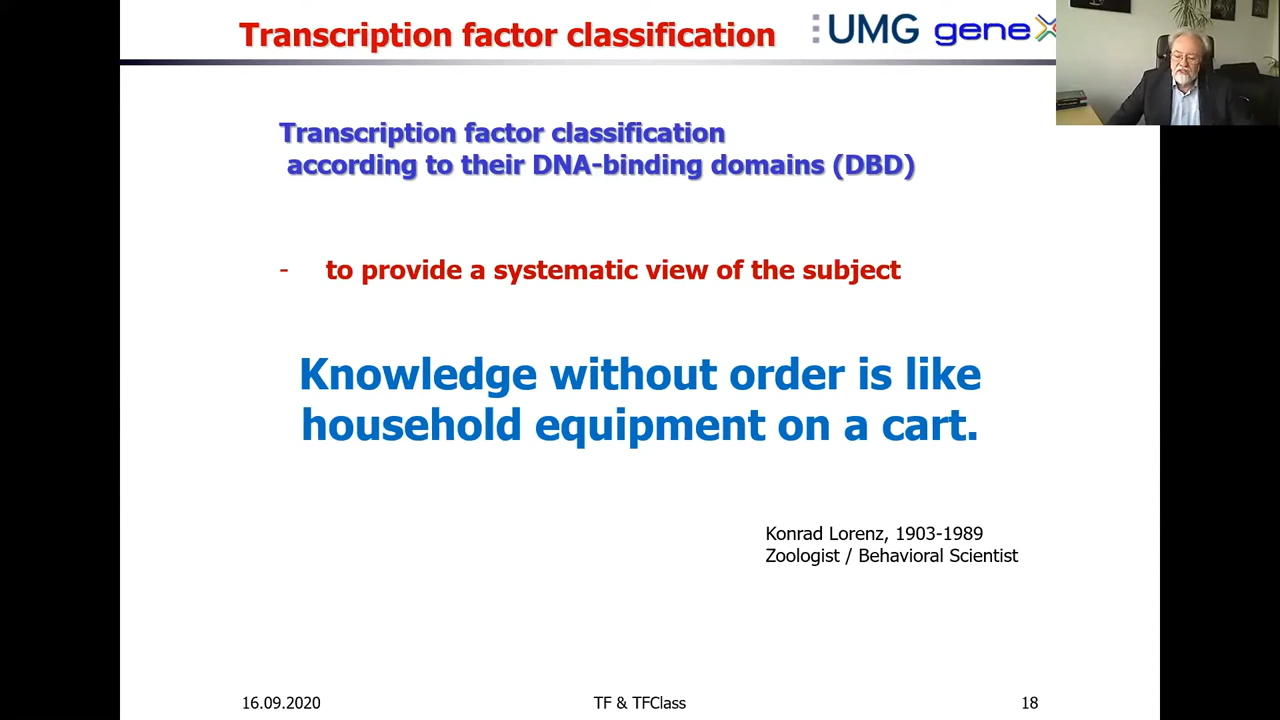 Transcription factor classification
UMG gene
Transcription factor classification
according to their DNA-binding domains (DBD)
- to provide a systematic view of the subject
Knowledge without order is like
household equipment on a cart.
Konrad Lorenz, 1903-1989
Zoologist / Behavioral Scientist
16.09.2020 TF & TFClass 18